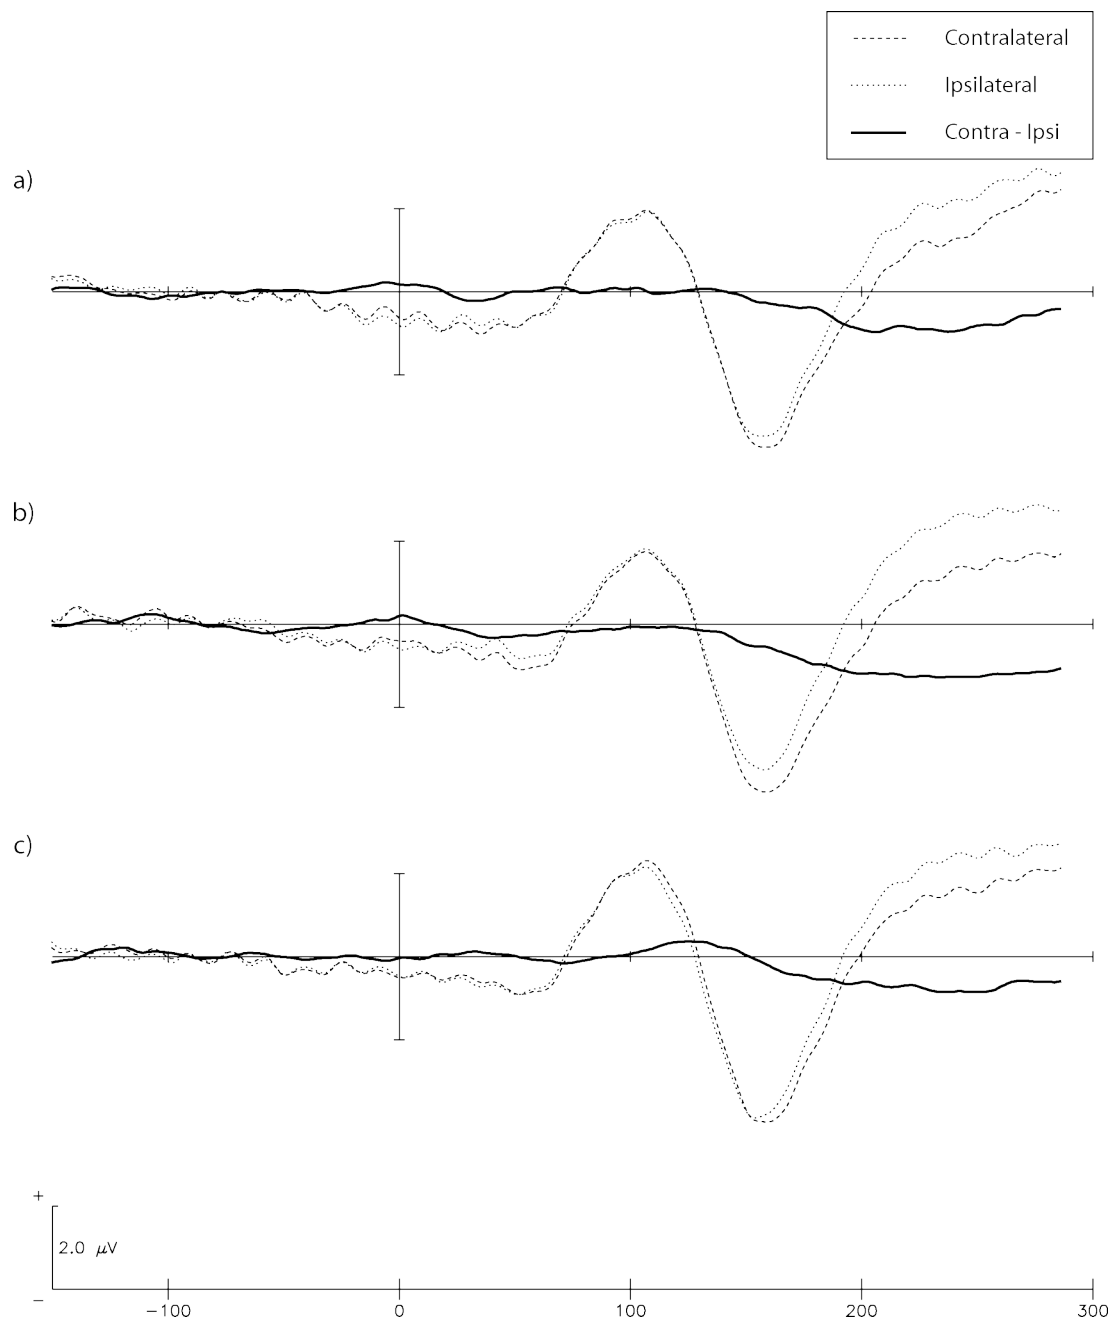 Contralateral
Ipsilateral
Contra - Ipsi
a)
b)
c)
+
2.0 μV
−
−100 0 100 200 300